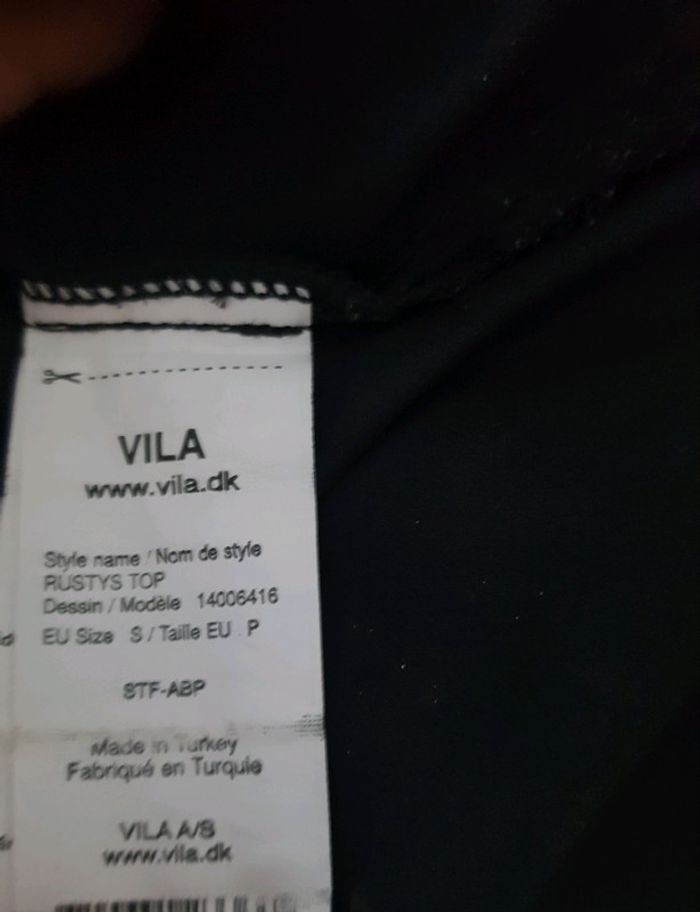 VILA
www.vila.dk
Style name / Nom de style
RUSTYS TOP
Dessin / Modèle 14006416
EU Size S / Taille EU P
STF-ABP
Made in Turkey
Fabriqué en Turquie
VILA A/S
www.vila.dk